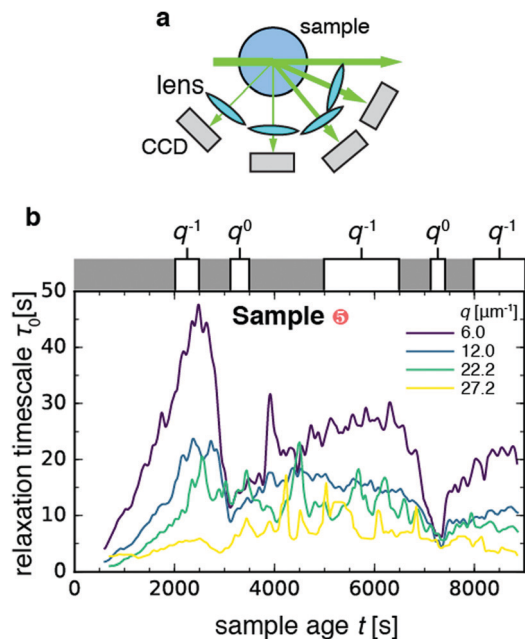 a
sample
lens
CCD
b
q⁻¹ q⁰ q⁻¹ q⁰ q⁻¹
50
40
30
20
10
0
relaxation timescale τ₀[s]
Sample 5
q [μm⁻¹]
6.0
12.0
22.2
27.2
0 2000 4000 6000 8000
sample age t [s]